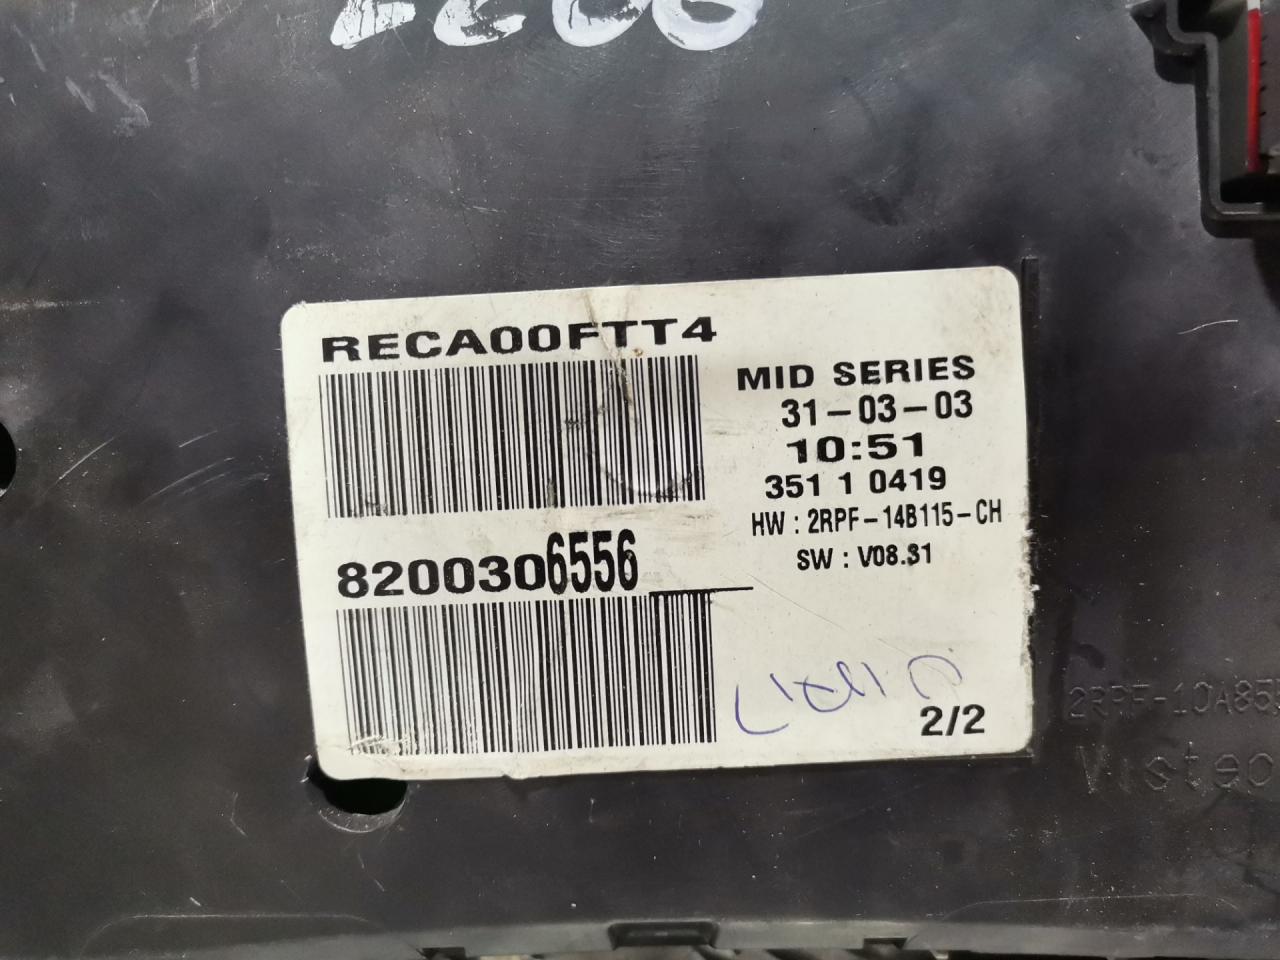 RECA00FTT4
MID SERIES
31-03-03
10:51
351 1 0419
HW : 2RPF-14B115-CH
SW : V08.31
8200306556
2/2